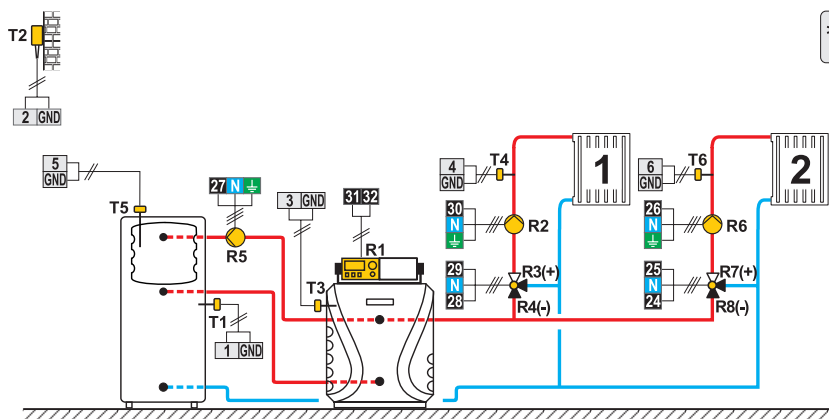 T2
2 GND
5
GND
T5
27 N
R5
3 GND
T3
31 32
R1
T1
1 GND
4
GND
T4
30
N
R2
29
N
28
R3(+)
R4(-)
1
6
GND
T6
26
N
R6
25
N
24
R7(+)
R8(-)
2